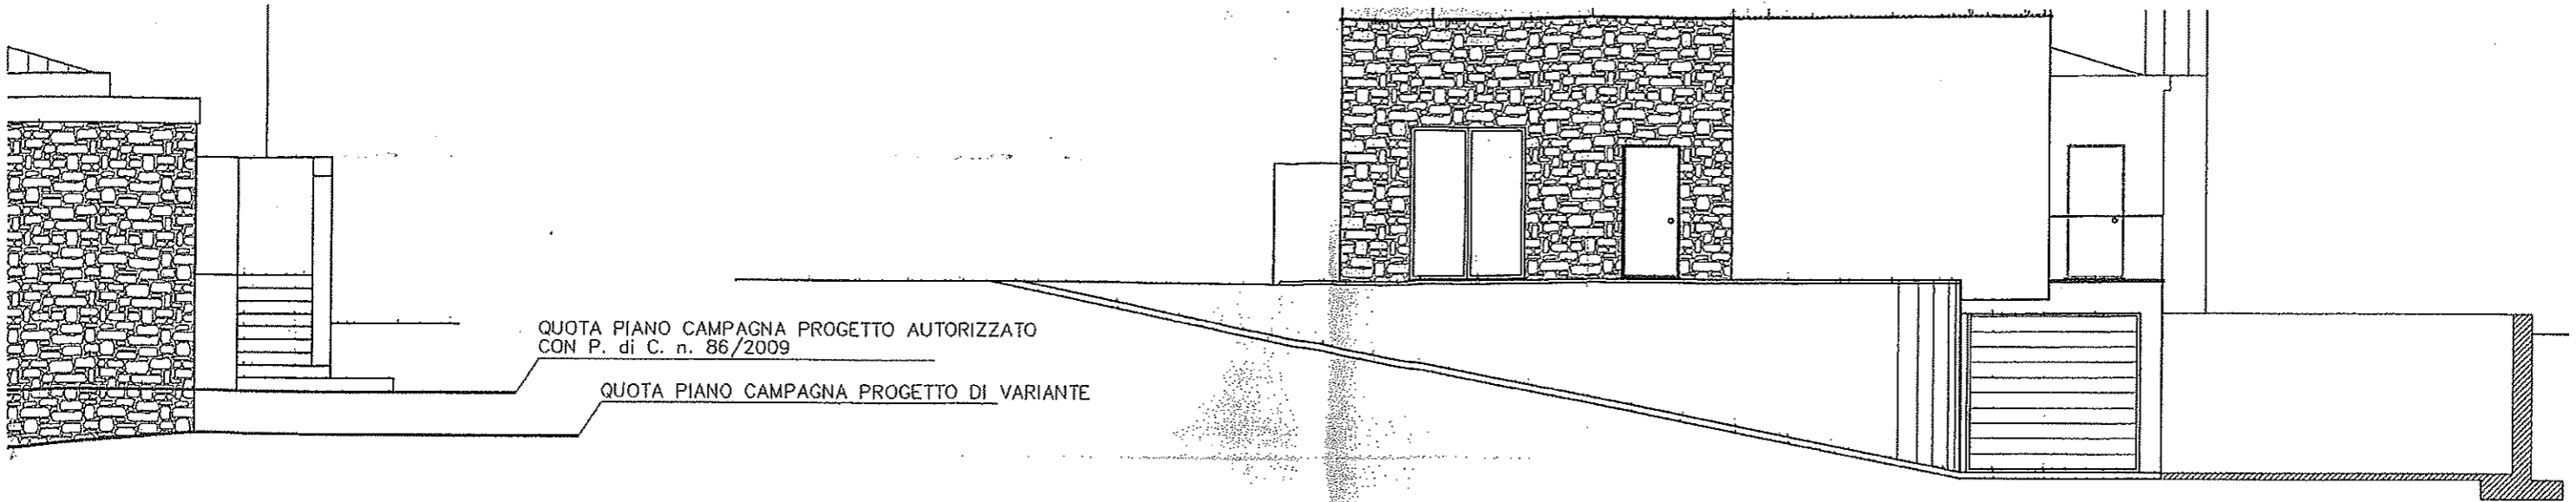 QUOTA PIANO CAMPAGNA PROGETTO AUTORIZZATO
CON P. di C. n. 86/2009
QUOTA PIANO CAMPAGNA PROGETTO DI VARIANTE